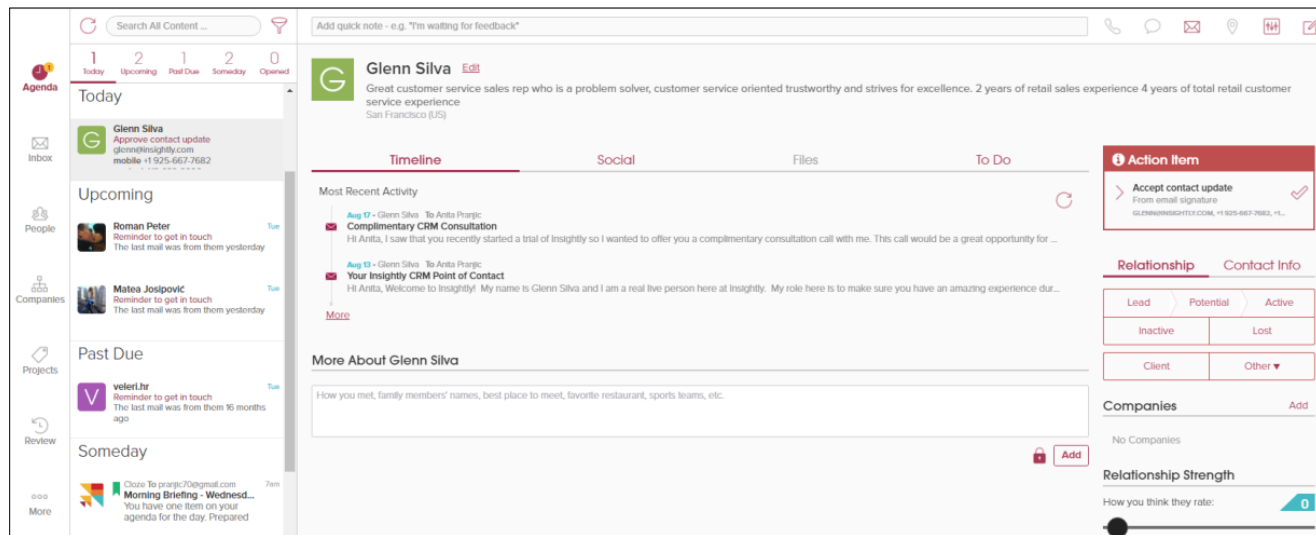 Search All Content ...
Add quick note - e.g. "I'm waiting for feedback"
1
Agenda
Inbox
People
Companies
Projects
Review
More
1 2 1 2 0
Today Upcoming Past Due Someday Opened
Today
G
Glenn Silva
Approve contact update
glenn@insightly.com
mobile +1 925-667-7682
Upcoming
Roman Peter Tue
Reminder to get in touch
The last mail was from them yesterday
Matea Josipović Tue
Reminder to get in touch
The last mail was from them yesterday
Past Due
V
veleri.hr Tue
Reminder to get in touch
The last mail was from them 16 months
ago
Someday
Cloze To pranjic70@gmail.com 7am
Morning Briefing - Wednesd...
You have one item on your
agenda for the day. Prepared
G
Glenn Silva Edit
Great customer service sales rep who is a problem solver, customer service oriented trustworthy and strives for excellence. 2 years of retail sales experience 4 years of total retail customer
service experience
San Francisco (US)
Timeline Social Files To Do
Most Recent Activity
Aug 17 - Glenn Silva To Anita Pranjic
Complimentary CRM Consultation
Hi Anita, I saw that you recently started a trial of Insightly so I wanted to offer you a complimentary consultation call with me. This call would be a great opportunity for ...
Aug 13 - Glenn Silva To Anita Pranjic
Your Insightly CRM Point of Contact
Hi Anita, Welcome to Insightly! My name is Glenn Silva and I am a real live person here at Insightly. My role here is to make sure you have an amazing experience dur...
More
More About Glenn Silva
How you met, family members' names, best place to meet, favorite restaurant, sports teams, etc.
Add
Action Item
Accept contact update
From email signature
GLENN@INSIGHTLY.COM, +1 925-667-7682, +1...
Relationship Contact Info
Lead Potential Active
Inactive Lost
Client Other ▼
Companies Add
No Companies
Relationship Strength
How you think they rate: 0